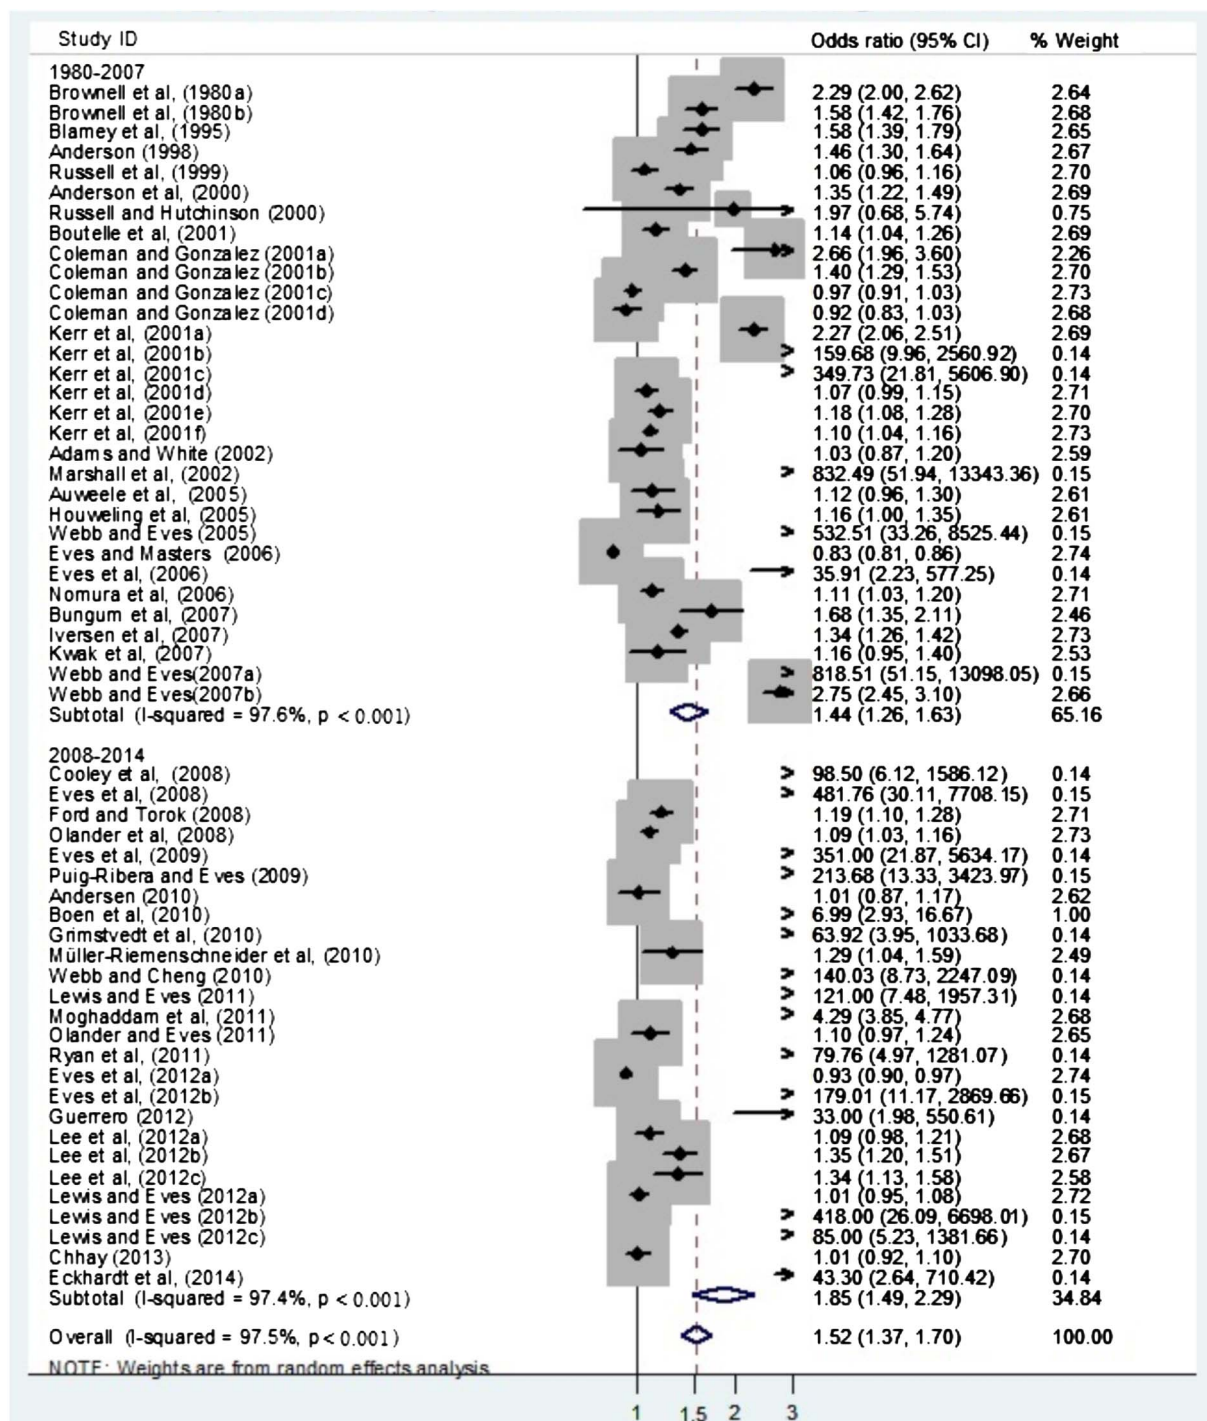 Study ID Odds ratio (95% CI) % Weight
1980-2007
Brownell et al, (1980a) 2.29 (2.00, 2.62) 2.64
Brownell et al, (1980b) 1.58 (1.42, 1.76) 2.68
Blamey et al, (1995) 1.58 (1.39, 1.79) 2.65
Anderson (1998) 1.46 (1.30, 1.64) 2.67
Russell et al, (1999) 1.06 (0.96, 1.16) 2.70
Anderson et al, (2000) 1.35 (1.22, 1.49) 2.69
Russell and Hutchinson (2000) 1.97 (0.68, 5.74) 0.75
Boutelle et al, (2001) 1.14 (1.04, 1.26) 2.69
Coleman and Gonzalez (2001a) 2.66 (1.96, 3.60) 2.26
Coleman and Gonzalez (2001b) 1.40 (1.29, 1.53) 2.70
Coleman and Gonzalez (2001c) 0.97 (0.91, 1.03) 2.73
Coleman and Gonzalez (2001d) 0.92 (0.83, 1.03) 2.68
Kerr et al, (2001a) 2.27 (2.06, 2.51) 2.69
Kerr et al, (2001b) 159.68 (9.96, 2560.92) 0.14
Kerr et al, (2001c) 349.73 (21.81, 5606.90) 0.14
Kerr et al, (2001d) 1.07 (0.99, 1.15) 2.71
Kerr et al, (2001e) 1.18 (1.08, 1.28) 2.70
Kerr et al, (2001f) 1.10 (1.04, 1.16) 2.73
Adams and White (2002) 1.03 (0.87, 1.20) 2.59
Marshall et al, (2002) 832.49 (51.94, 13343.36) 0.15
Auweele et al, (2005) 1.12 (0.96, 1.30) 2.61
Houweling et al, (2005) 1.16 (1.00, 1.35) 2.61
Webb and Eves (2005) 532.51 (33.26, 8525.44) 0.15
Eves and Masters (2006) 0.83 (0.81, 0.86) 2.74
Eves et al, (2006) 35.91 (2.23, 577.25) 0.14
Nomura et al, (2006) 1.11 (1.03, 1.20) 2.71
Bungum et al, (2007) 1.68 (1.35, 2.11) 2.46
Iversen et al, (2007) 1.34 (1.26, 1.42) 2.73
Kwak et al, (2007) 1.16 (0.95, 1.40) 2.53
Webb and Eves(2007a) 818.51 (51.15, 13098.05) 0.15
Webb and Eves(2007b) 2.75 (2.45, 3.10) 2.66
Subtotal (I-squared = 97.6%, p < 0.001) 1.44 (1.26, 1.63) 65.16
2008-2014
Cooley et al, (2008) 98.50 (6.12, 1586.12) 0.14
Eves et al, (2008) 481.76 (30.11, 7708.15) 0.15
Ford and Torok (2008) 1.19 (1.10, 1.28) 2.71
Olander et al, (2008) 1.09 (1.03, 1.16) 2.73
Eves et al, (2009) 351.00 (21.87, 5634.17) 0.14
Puig-Ribera and Eves (2009) 213.68 (13.33, 3423.97) 0.15
Andersen (2010) 1.01 (0.87, 1.17) 2.62
Boen et al, (2010) 6.99 (2.93, 16.67) 1.00
Grimstvedt et al, (2010) 63.92 (3.95, 1033.68) 0.14
Müller-Riemenschneider et al, (2010) 1.29 (1.04, 1.59) 2.49
Webb and Cheng (2010) 140.03 (8.73, 2247.09) 0.14
Lewis and Eves (2011) 121.00 (7.48, 1957.31) 0.14
Moghaddam et al, (2011) 4.29 (3.85, 4.77) 2.68
Olander and Eves (2011) 1.10 (0.97, 1.24) 2.65
Ryan et al, (2011) 79.76 (4.97, 1281.07) 0.14
Eves et al, (2012a) 0.93 (0.90, 0.97) 2.74
Eves et al, (2012b) 179.01 (11.17, 2869.66) 0.15
Guerrero (2012) 33.00 (1.98, 550.61) 0.14
Lee et al, (2012a) 1.09 (0.98, 1.21) 2.68
Lee et al, (2012b) 1.35 (1.20, 1.51) 2.67
Lee et al, (2012c) 1.34 (1.13, 1.58) 2.58
Lewis and Eves (2012a) 1.01 (0.95, 1.08) 2.72
Lewis and Eves (2012b) 418.00 (26.09, 6698.01) 0.15
Lewis and Eves (2012c) 85.00 (5.23, 1381.66) 0.14
Chhay (2013) 1.01 (0.92, 1.10) 2.70
Eckhardt et al, (2014) 43.30 (2.64, 710.42) 0.14
Subtotal (I-squared = 97.4%, p < 0.001) 1.85 (1.49, 2.29) 34.84
Overall (I-squared = 97.5%, p < 0.001) 1.52 (1.37, 1.70) 100.00
NOTE: Weights are from random effects analysis
1 1.5 2 3